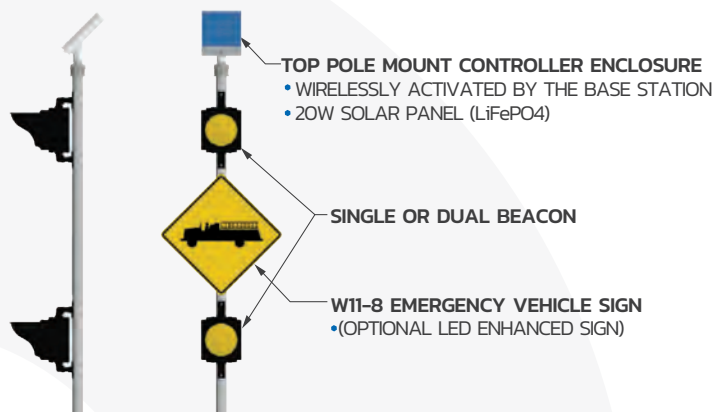 TOP POLE MOUNT CONTROLLER ENCLOSURE
• WIRELESSLY ACTIVATED BY THE BASE STATION
• 20W SOLAR PANEL (LiFePO4)
SINGLE OR DUAL BEACON
W11-8 EMERGENCY VEHICLE SIGN
•(OPTIONAL LED ENHANCED SIGN)